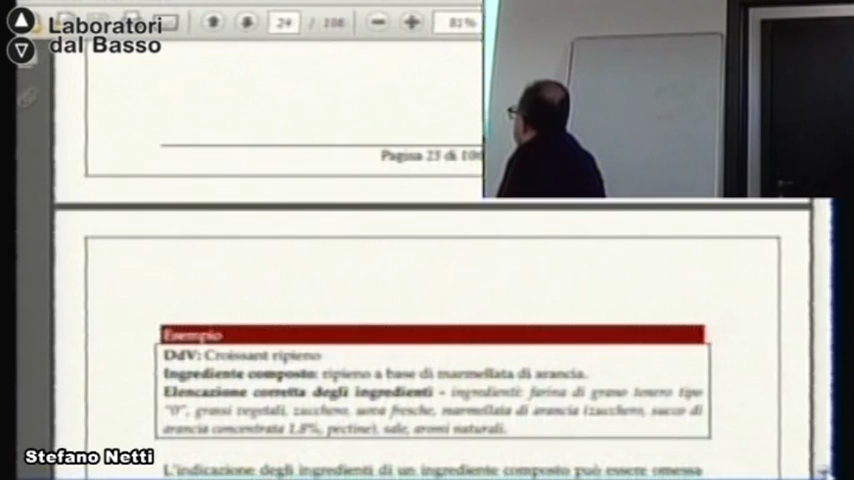 Laboratori
dal Basso
24 / 106
81%
Pagina 23 di 106
Esempio
DdV: Croissant ripieno
Ingrediente composto: ripieno a base di marmellata di arancia.
Elencazione corretta degli ingredienti - ingredienti: farina di grano tenero tipo
"0", grassi vegetali, zucchero, uova fresche, marmellata di arancia (zucchero, succo di
arancia concentrata 1,8%, pectine), sale, aromi naturali.
L'indicazione degli ingredienti di un ingrediente composto può essere omessa
Stefano Netti